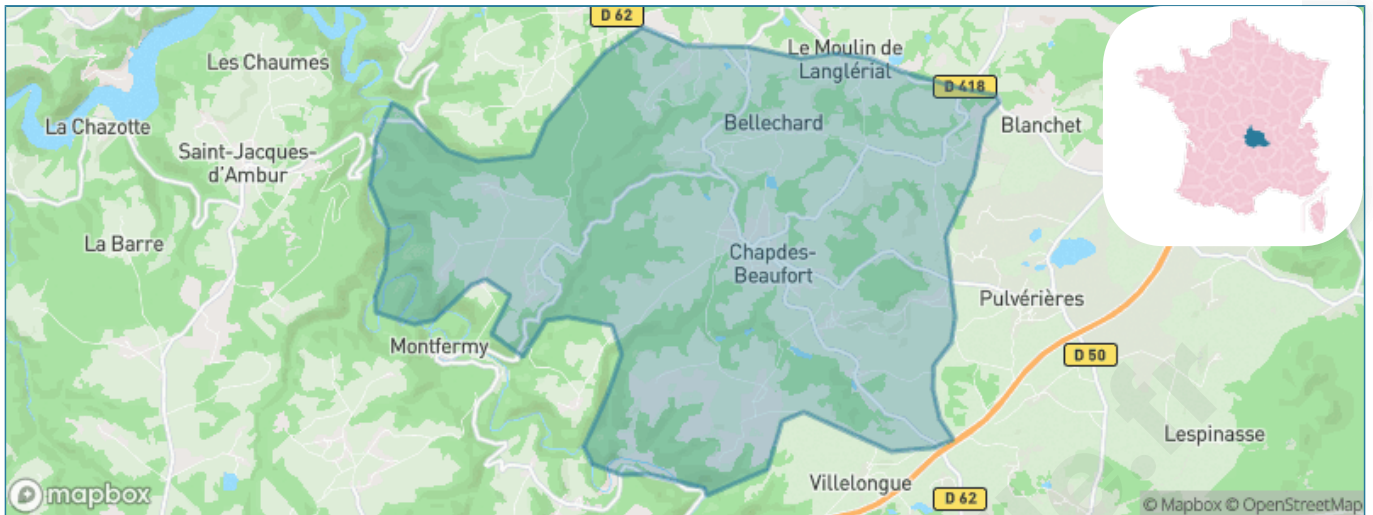 D 62
Les Chaumes
Le Moulin de
Langlérial
D 418
La Chazotte
Bellechard
Blanchet
Saint-Jacques-
d'Ambur
La Barre
Chapdes-
Beaufort
Pulvérières
Montfermy
D 50
Lespinasse
Villelongue
D 62
mapbox
© Mapbox © OpenStreetMap